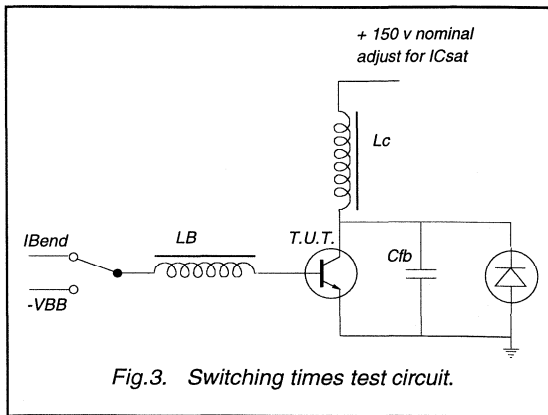 + 150 v nominal
adjust for ICsat
Lc
IBend
LB
T.U.T.
Cfb
-VBB
Fig.3. Switching times test circuit.